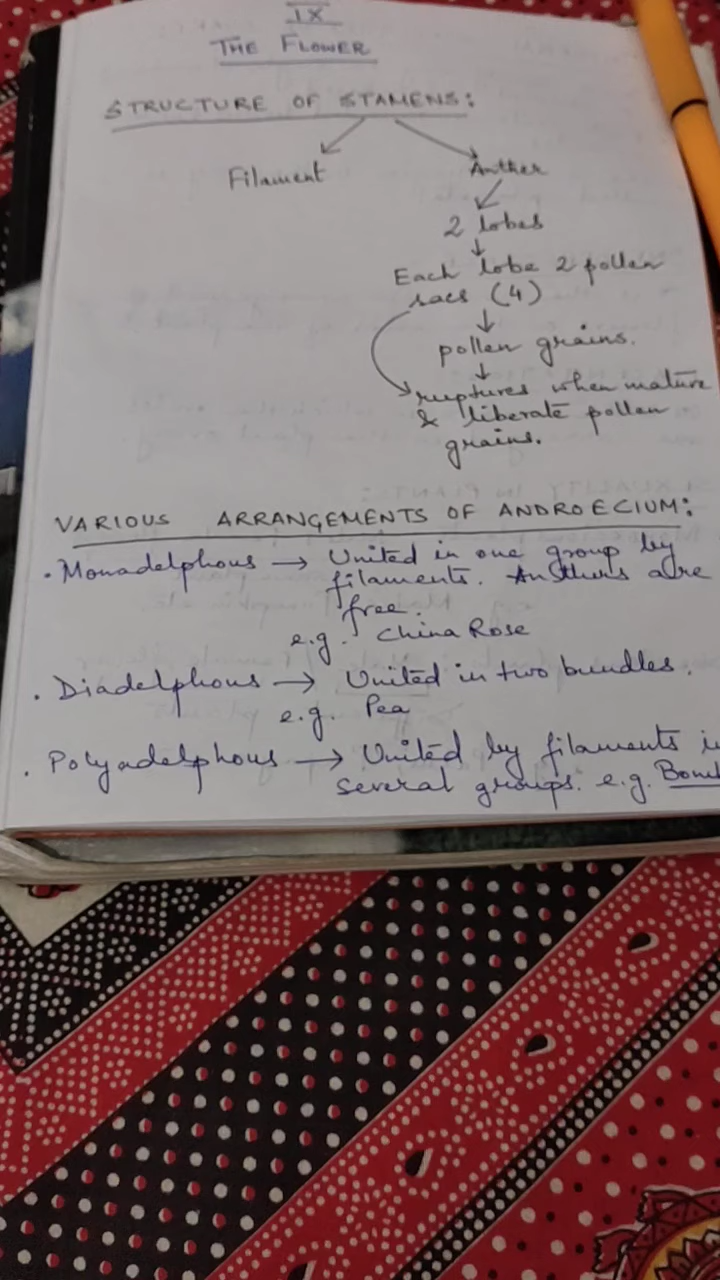 IX
THE FLOWER
STRUCTURE OF STAMENS:
Filament
Anther
2 lobes
Each lobe 2 pollen
sacs (4)
pollen grains.
ruptures when mature
& liberate pollen
grains.
VARIOUS ARRANGEMENTS OF ANDROECIUM:
. Monadelphous → United in one group by
filaments. Anthers are
free.
e.g. China Rose
. Diadelphous → United in two bundles.
e.g. Pea
. Polyadelphous → United by filaments
several groups. e.g.